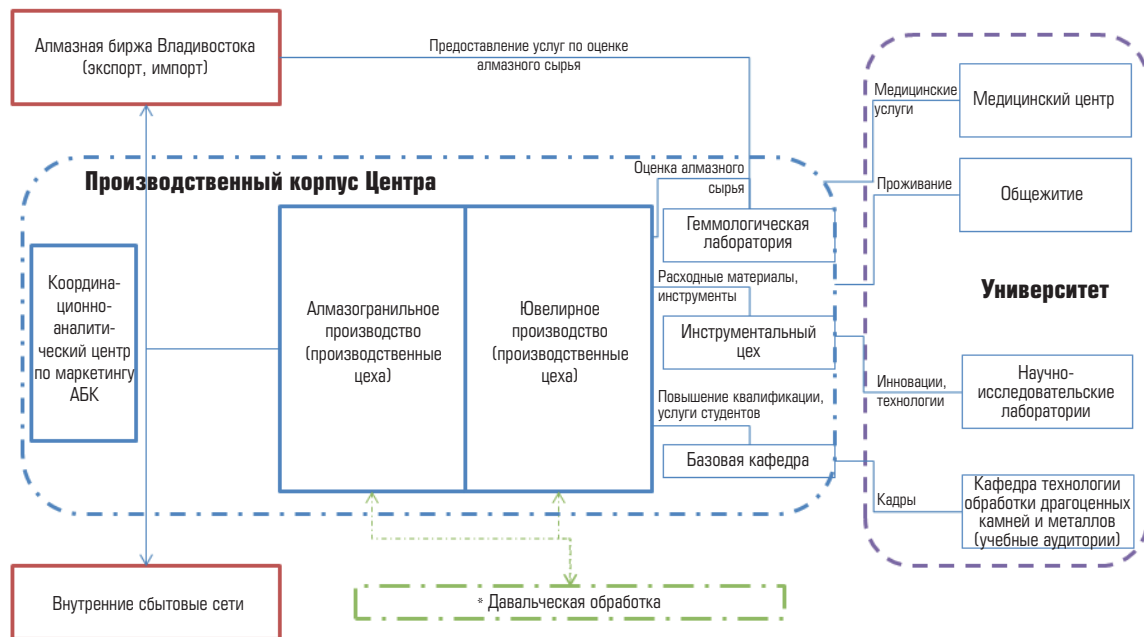 Алмазная биржа Владивостока
(экспорт, импорт)
Предоставление услуг по оценке
алмазного сырья
Медицинские
услуги
Медицинский центр
Производственный корпус Центра
Оценка алмазного
сырья
Проживание
Общежитие
Геммологическая
лаборатория
Координа-
ционно-
аналити-
ческий центр
по маркетингу
АБК
Алмазогранильное
производство
(производственные
цеха)
Ювелирное
производство
(производственные
цеха)
Расходные материалы,
инструменты
Инструментальный
цех
Университет
Инновации,
технологии
Научно-
исследовательские
лаборатории
Повышение квалификации,
услуги студентов
Базовая кафедра
Кадры
Кафедра технологии
обработки драгоценных
камней и металлов
(учебные аудитории)
Внутренние сбытовые сети
* Давальческая обработка